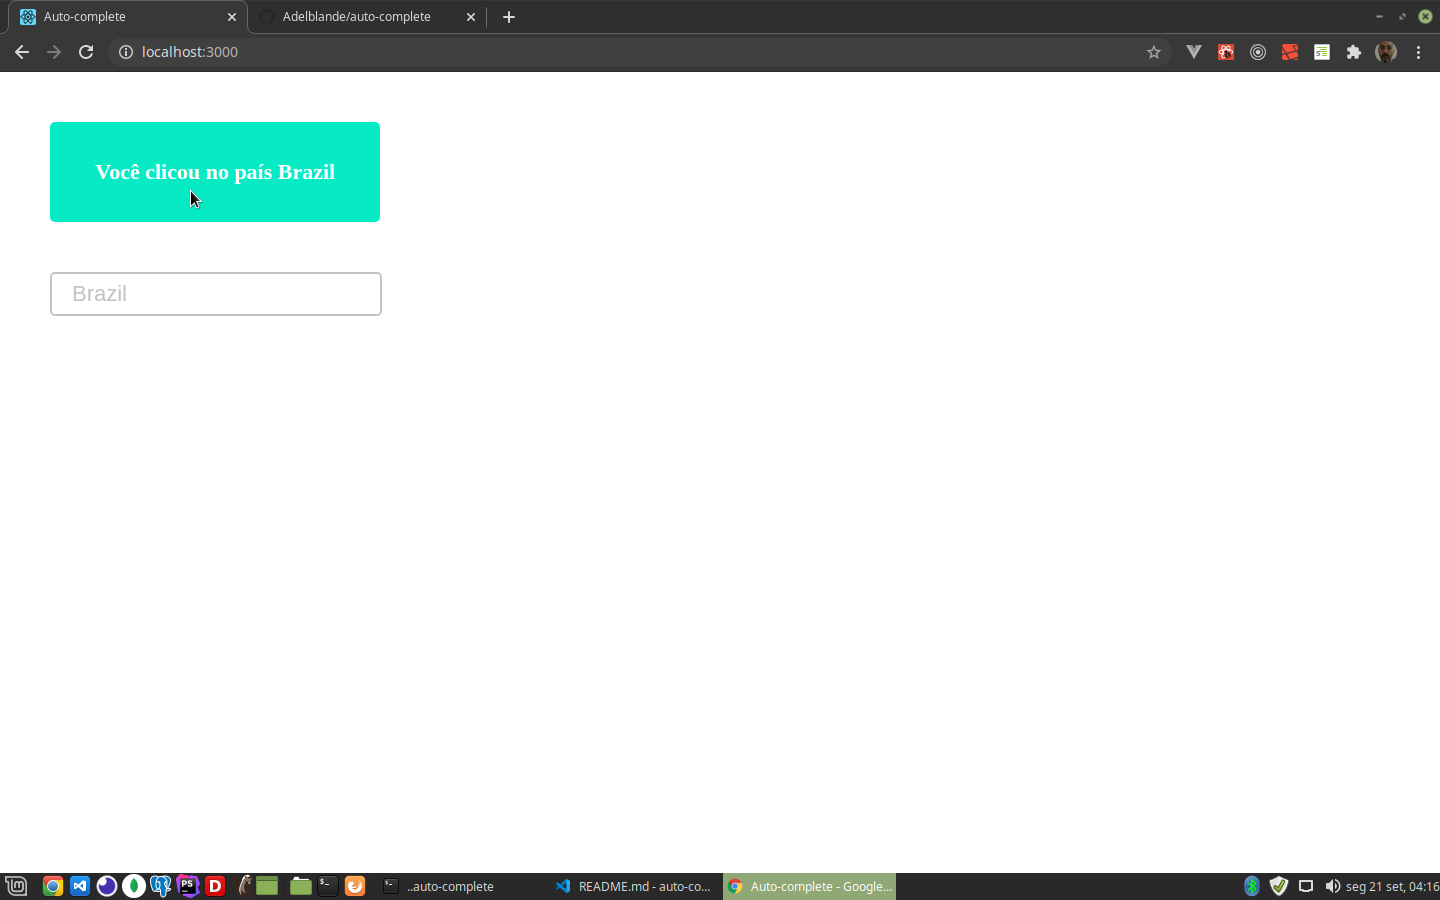 Auto-complete
Adelblande/auto-complete
localhost:3000
Você clicou no país Brazil
Brazil
..auto-complete
README.md - auto-co...
Auto-complete - Google...
seg 21 set, 04:16